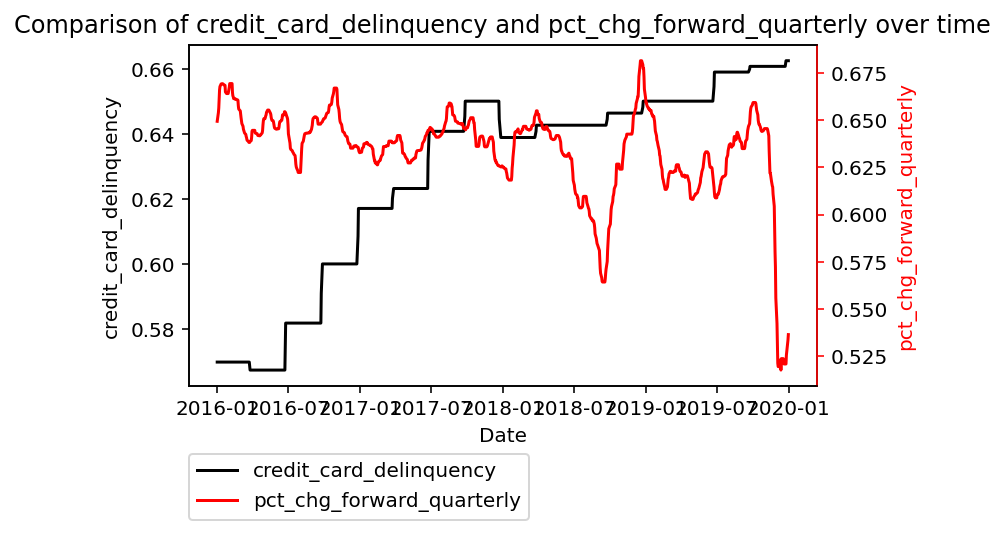 Comparison of credit_card_delinquency and pct_chg_forward_quarterly over time
credit_card_delinquency
0.66
0.64
0.62
0.60
0.58
0.675
0.650
0.625
0.600
0.575
0.550
0.525
pct_chg_forward_quarterly
2016-01 2016-07 2017-01 2017-07 2018-01 2018-07 2019-01 2019-07 2020-01
Date
credit_card_delinquency
pct_chg_forward_quarterly